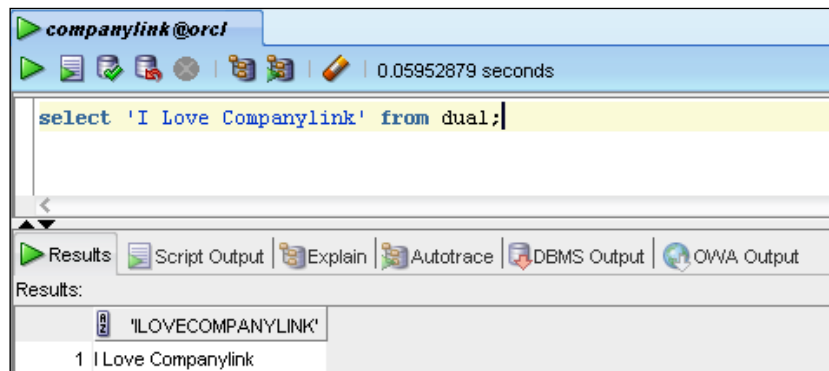 companylink@orcl
0.05952879 seconds
select 'I Love Companylink' from dual;
Results Script Output Explain Autotrace DBMS Output OWA Output
Results:
'ILOVECOMPANYLINK'
1 I Love Companylink